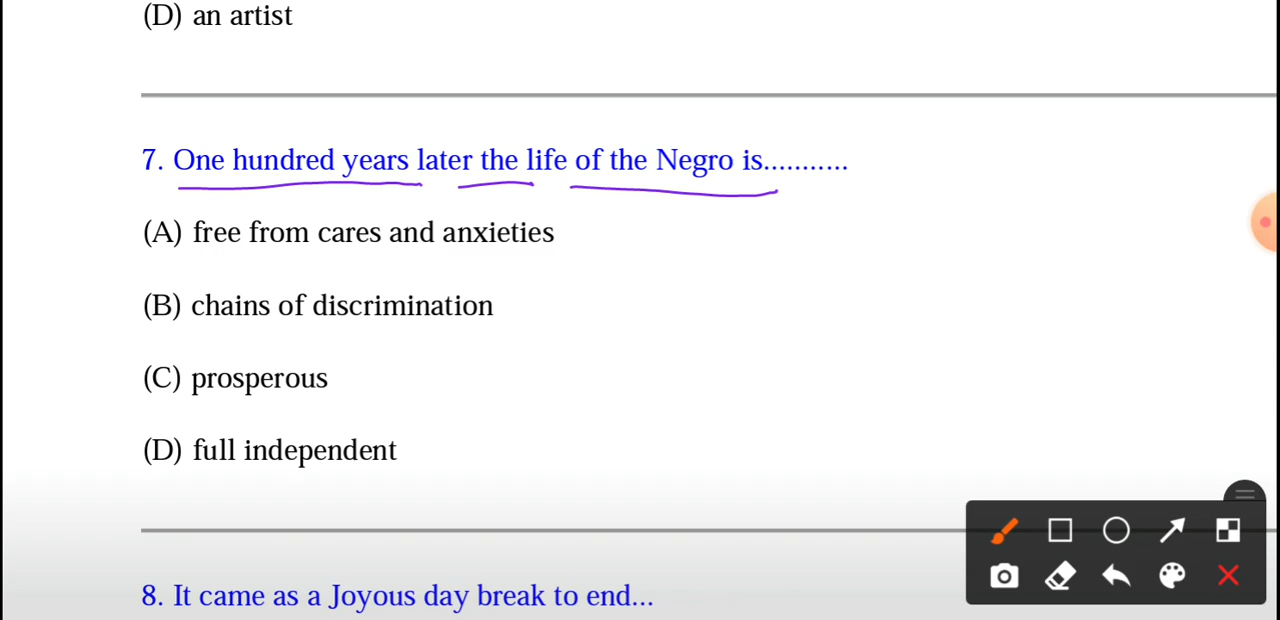 (D) an artist
7. One hundred years later the life of the Negro is...........
(A) free from cares and anxieties
(B) chains of discrimination
(C) prosperous
(D) full independent
8. It came as a Joyous day break to end...